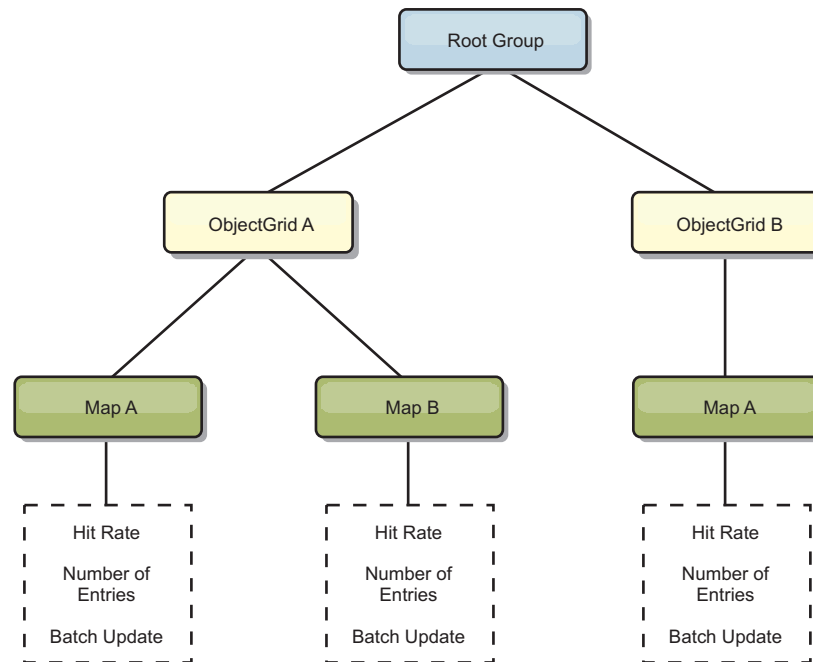 Root Group
ObjectGrid A
ObjectGrid B
Map A
Map B
Map A
Hit Rate
Number of
Entries
Batch Update
Hit Rate
Number of
Entries
Batch Update
Hit Rate
Number of
Entries
Batch Update